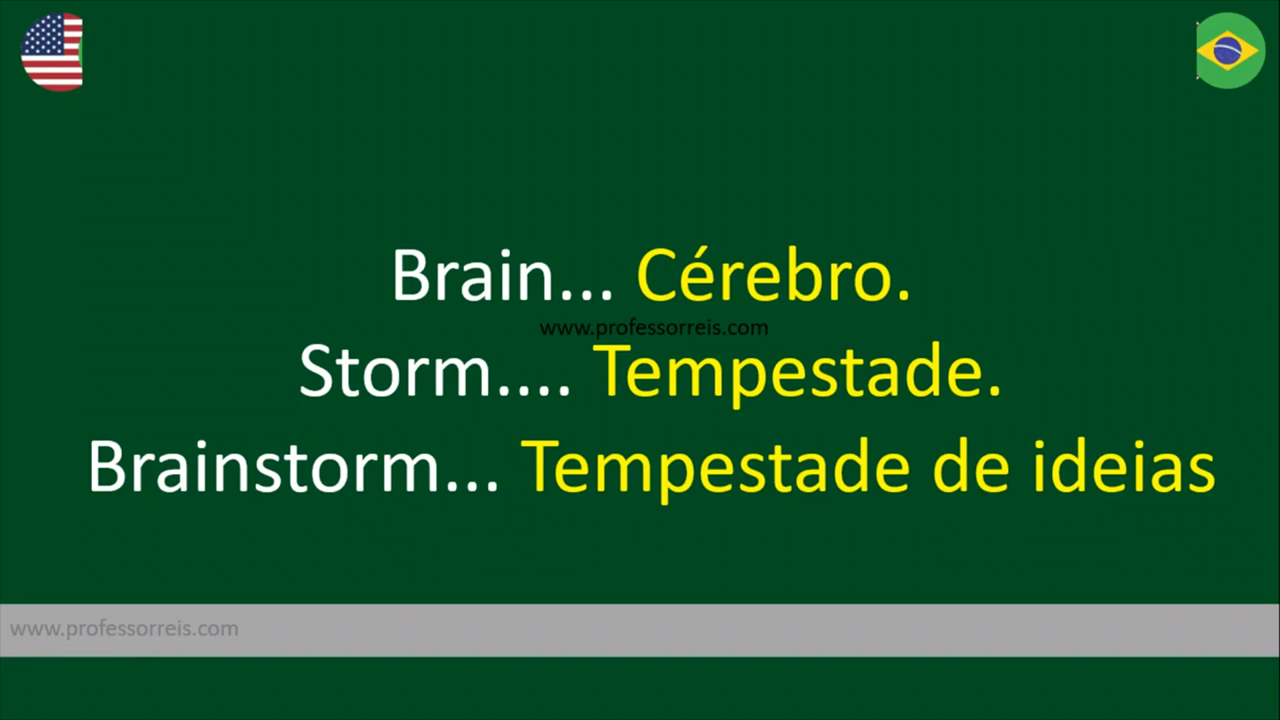 Brain... Cérebro.
www.professorreis.com
Storm.... Tempestade.
Brainstorm... Tempestade de ideias
www.professorreis.com